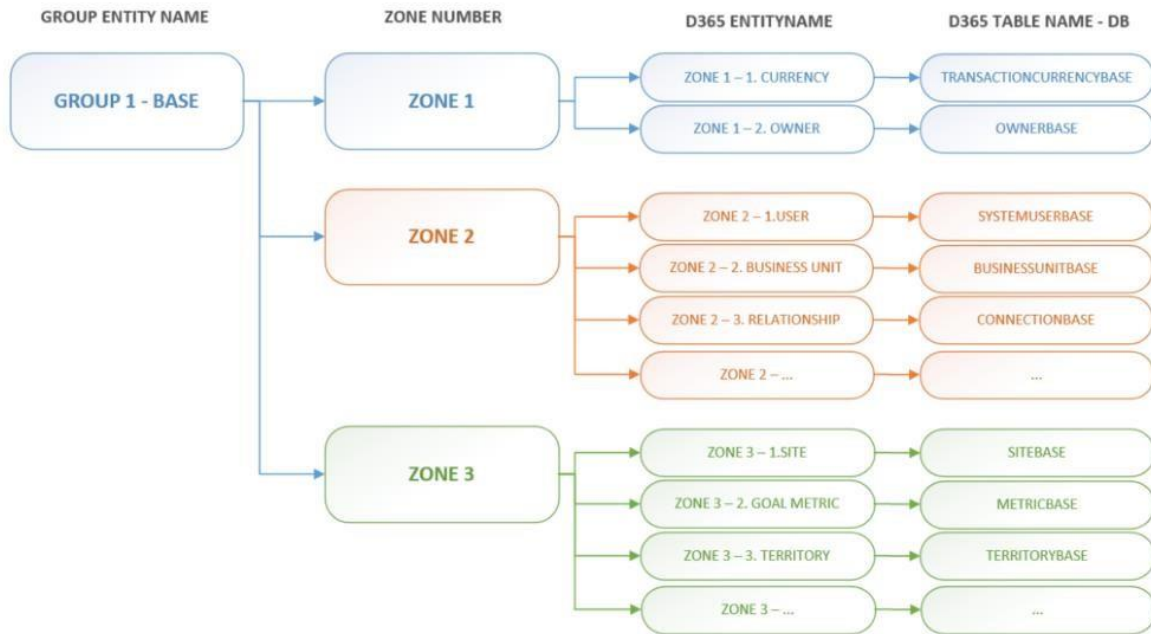 GROUP ENTITY NAME ZONE NUMBER D365 ENTITYNAME D365 TABLE NAME - DB
GROUP 1 - BASE
ZONE 1
ZONE 1 – 1. CURRENCY TRANSACTIONCURRENCYBASE
ZONE 1 – 2. OWNER OWNERBASE
ZONE 2
ZONE 2 – 1.USER SYSTEMUSERBASE
ZONE 2 – 2. BUSINESS UNIT BUSINESSUNITBASE
ZONE 2 – 3. RELATIONSHIP CONNECTIONBASE
ZONE 2 – ... ...
ZONE 3
ZONE 3 – 1.SITE SITEBASE
ZONE 3 – 2. GOAL METRIC METRICBASE
ZONE 3 – 3. TERRITORY TERRITORYBASE
ZONE 3 – ... ...